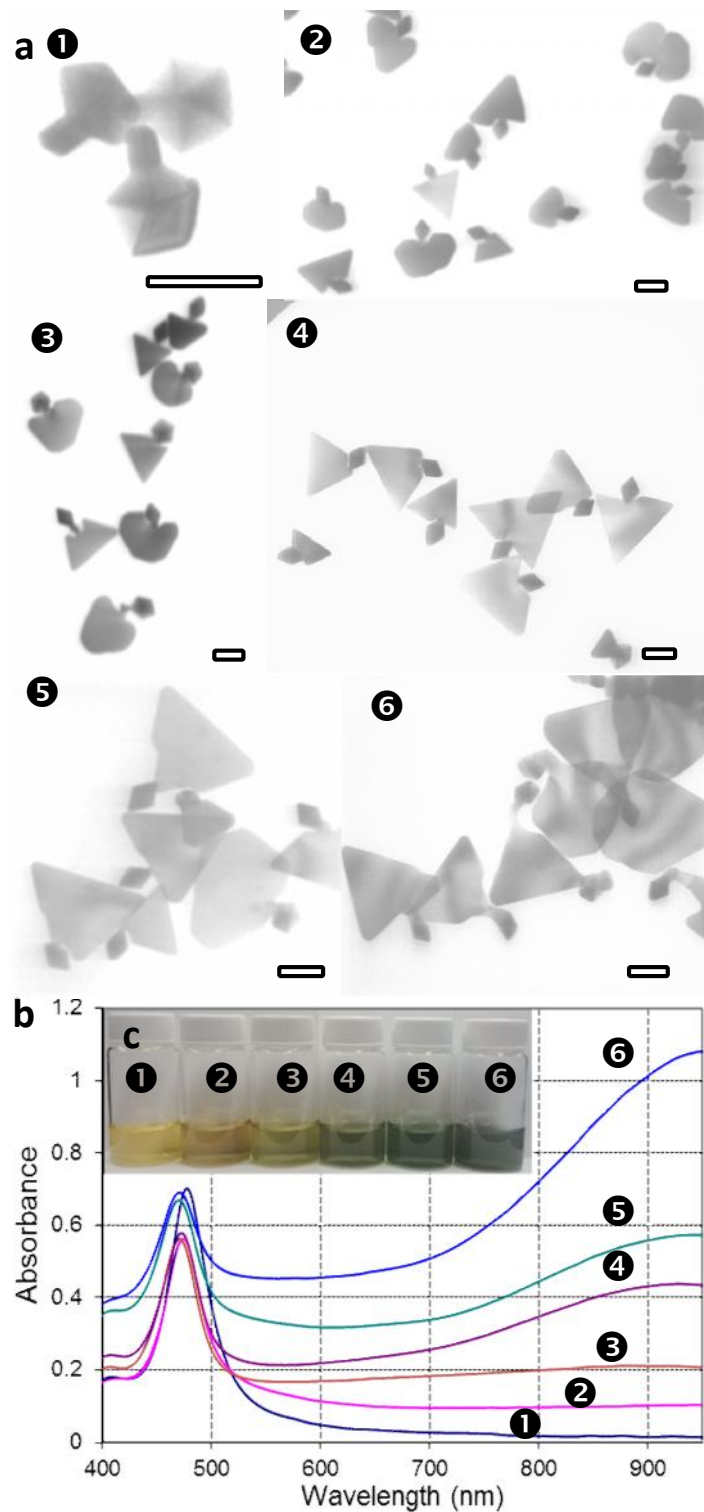 a ❶ ❷
❸ ❹
❺ ❻
b
c
❶ ❷ ❸ ❹ ❺ ❻
1.2
1
0.8
0.6
0.4
0.2
0
❻
❺
❹
❸
❷
❶
Absorbance
400 500 600 700 800 900
Wavelength (nm)